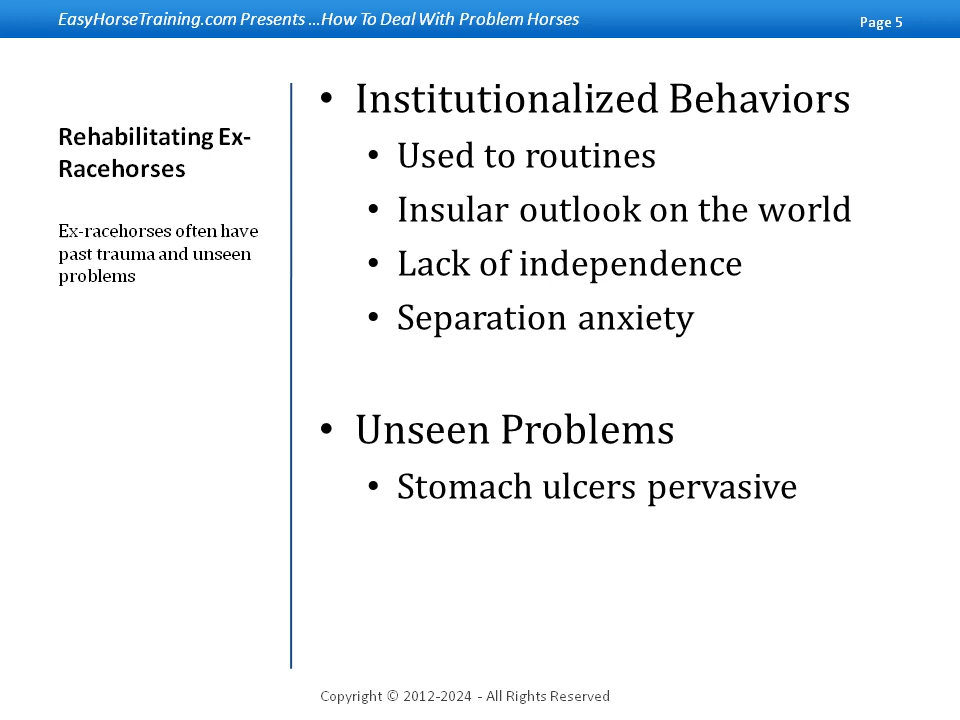 EasyHorseTraining.com Presents ...How To Deal With Problem Horses
Page 5
Rehabilitating Ex-
Racehorses
Ex-racehorses often have
past trauma and unseen
problems
• Institutionalized Behaviors
• Used to routines
• Insular outlook on the world
• Lack of independence
• Separation anxiety
• Unseen Problems
• Stomach ulcers pervasive
Copyright © 2012-2024 - All Rights Reserved